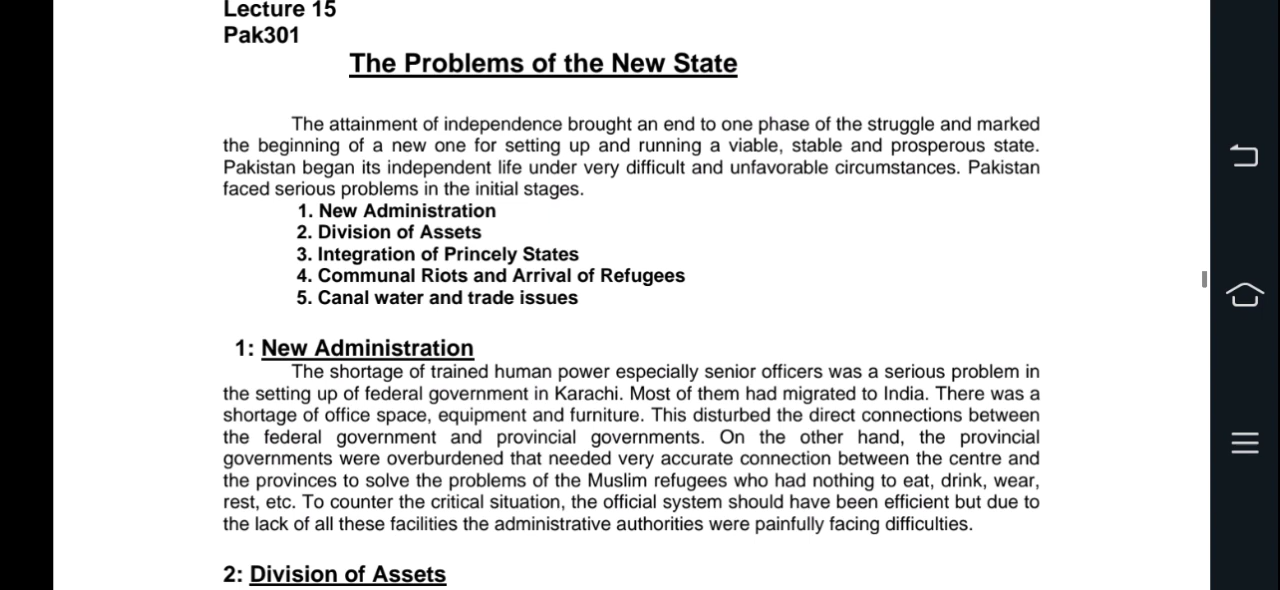 Lecture 15
Pak301
The Problems of the New State
The attainment of independence brought an end to one phase of the struggle and marked
the beginning of a new one for setting up and running a viable, stable and prosperous state.
Pakistan began its independent life under very difficult and unfavorable circumstances. Pakistan
faced serious problems in the initial stages.
1. New Administration
2. Division of Assets
3. Integration of Princely States
4. Communal Riots and Arrival of Refugees
5. Canal water and trade issues
1: New Administration
The shortage of trained human power especially senior officers was a serious problem in
the setting up of federal government in Karachi. Most of them had migrated to India. There was a
shortage of office space, equipment and furniture. This disturbed the direct connections between
the federal government and provincial governments. On the other hand, the provincial
governments were overburdened that needed very accurate connection between the centre and
the provinces to solve the problems of the Muslim refugees who had nothing to eat, drink, wear,
rest, etc. To counter the critical situation, the official system should have been efficient but due to
the lack of all these facilities the administrative authorities were painfully facing difficulties.
2: Division of Assets